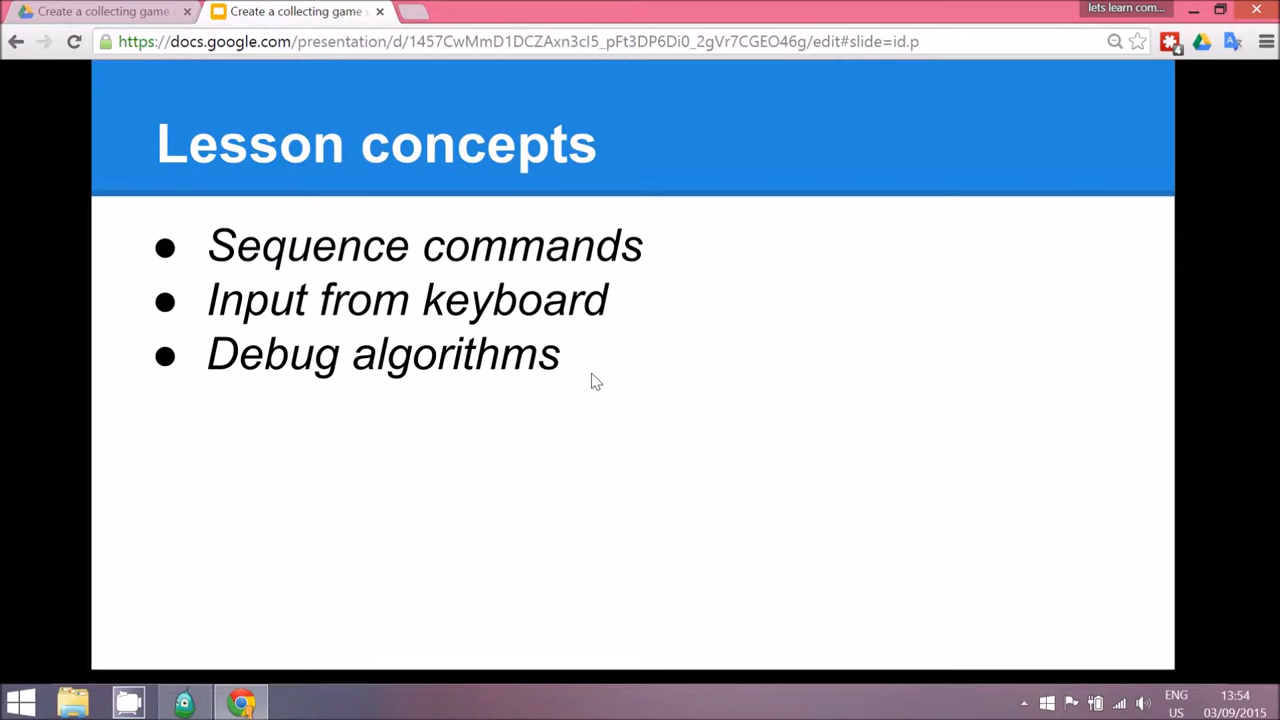 Create a collecting game
Create a collecting game
lets learn com...
https://docs.google.com/presentation/d/1457CwMmD1DCZAxn3cI5_pFt3DP6Di0_2gVr7CGEO46g/edit#slide=id.p
4
Lesson concepts
● Sequence commands
● Input from keyboard
● Debug algorithms
ENG
US
13:54
03/09/2015